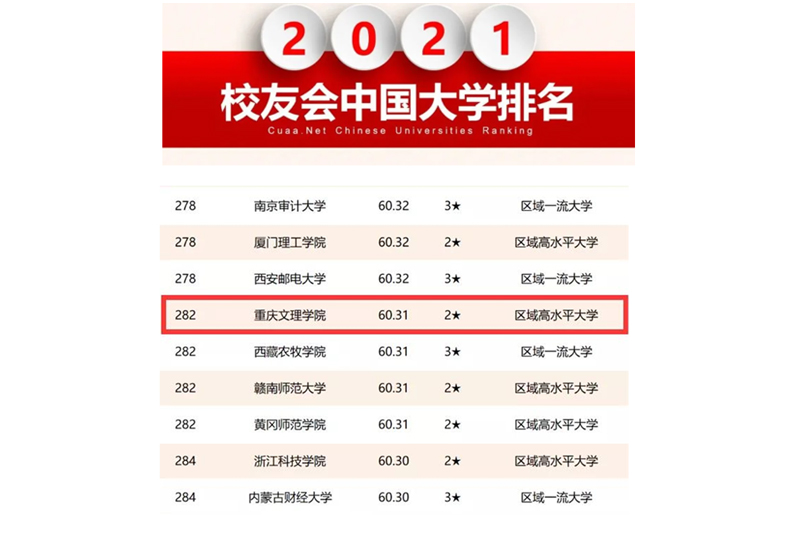 2021
校友会中国大学排名
Cuaa.Net Chinese Universities Ranking
278 南京审计大学 60.32 3★ 区域一流大学
278 厦门理工学院 60.32 2★ 区域高水平大学
278 西安邮电大学 60.32 3★ 区域一流大学
282 重庆文理学院 60.31 2★ 区域高水平大学
282 西藏农牧学院 60.31 3★ 区域一流大学
282 赣南师范大学 60.31 2★ 区域高水平大学
282 黄冈师范学院 60.31 2★ 区域高水平大学
284 浙江科技学院 60.30 2★ 区域高水平大学
284 内蒙古财经大学 60.30 3★ 区域一流大学